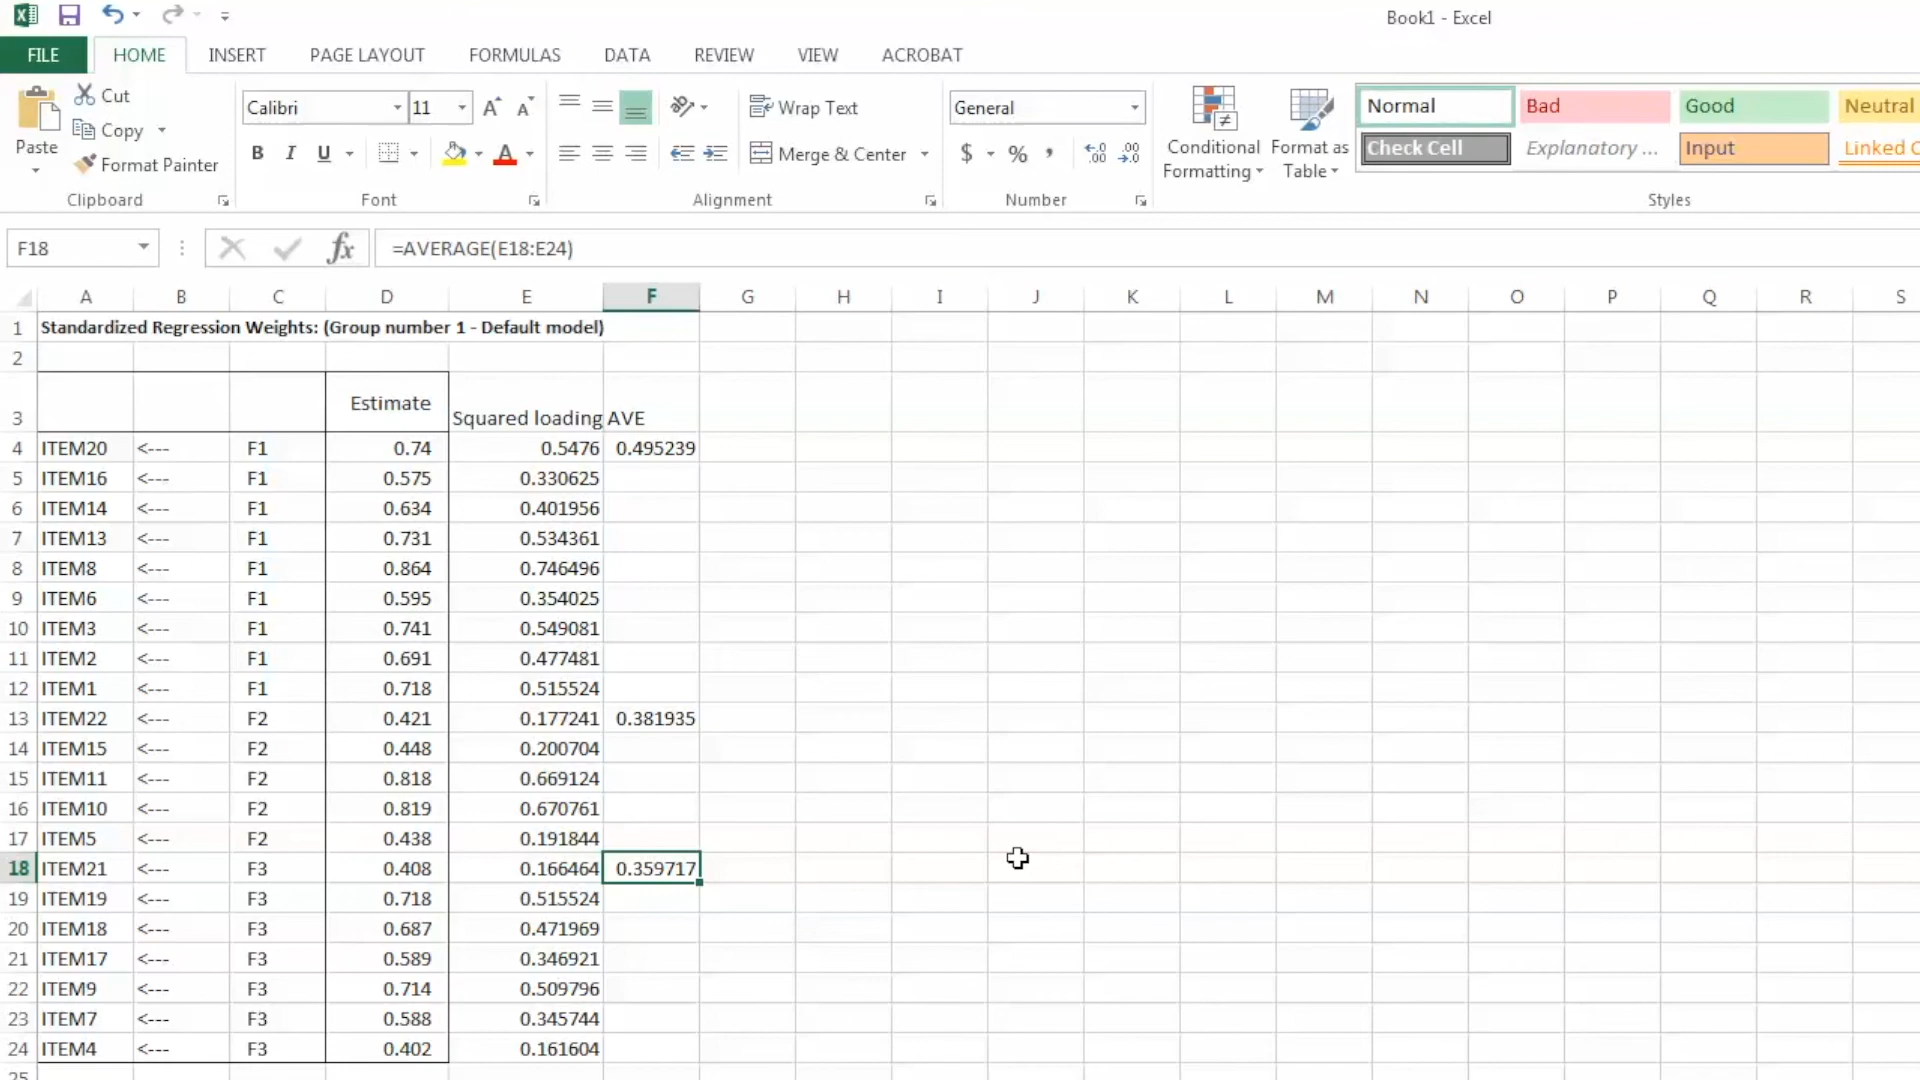 Book1 - Excel
FILE HOME INSERT PAGE LAYOUT FORMULAS DATA REVIEW VIEW ACROBAT
Cut
Copy
Format Painter
Paste
Clipboard
Calibri 11
B I U
Font
Wrap Text
Merge & Center
Alignment
General
$ %
Number
Conditional Formatting
Format as Table
Normal Bad Good Neutral
Check Cell Explanatory ... Input Linked C
Styles
F18 fx =AVERAGE(E18:E24)
A B C D E F G H I J K L M N O P Q R S
1 Standardized Regression Weights: (Group number 1 - Default model)
2
3 Estimate Squared loading AVE
4 ITEM20 <--- F1 0.74 0.5476 0.495239
5 ITEM16 <--- F1 0.575 0.330625
6 ITEM14 <--- F1 0.634 0.401956
7 ITEM13 <--- F1 0.731 0.534361
8 ITEM8 <--- F1 0.864 0.746496
9 ITEM6 <--- F1 0.595 0.354025
10 ITEM3 <--- F1 0.741 0.549081
11 ITEM2 <--- F1 0.691 0.477481
12 ITEM1 <--- F1 0.718 0.515524
13 ITEM22 <--- F2 0.421 0.177241 0.381935
14 ITEM15 <--- F2 0.448 0.200704
15 ITEM11 <--- F2 0.818 0.669124
16 ITEM10 <--- F2 0.819 0.670761
17 ITEM5 <--- F2 0.438 0.191844
18 ITEM21 <--- F3 0.408 0.166464 0.359717
19 ITEM19 <--- F3 0.718 0.515524
20 ITEM18 <--- F3 0.687 0.471969
21 ITEM17 <--- F3 0.589 0.346921
22 ITEM9 <--- F3 0.714 0.509796
23 ITEM7 <--- F3 0.588 0.345744
24 ITEM4 <--- F3 0.402 0.161604
25